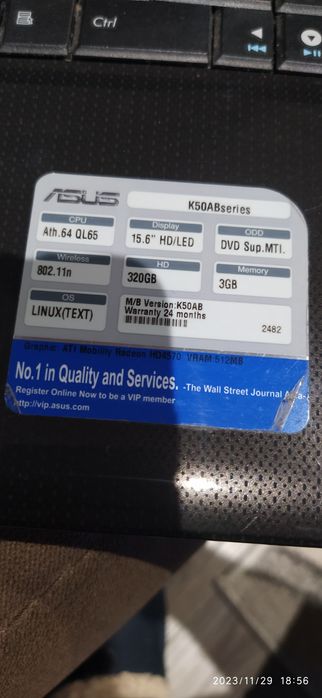 Ctrl
ASUS
K50ABseries
CPU
Ath.64 QL65
Display
15.6" HD/LED
ODD
DVD Sup.MTI.
Wireless
802.11n
HD
320GB
Memory
3GB
OS
LINUX(TEXT)
M/B Version:K50AB
Warranty 24 months
2482
Graphic: ATI Mobility Radeon HD4570 VRAM:512MB
No.1 in Quality and Services. -The Wall Street Journal Asia-
Register Online Now to be a VIP member
http://vip.asus.com
2023/11/29 18:56